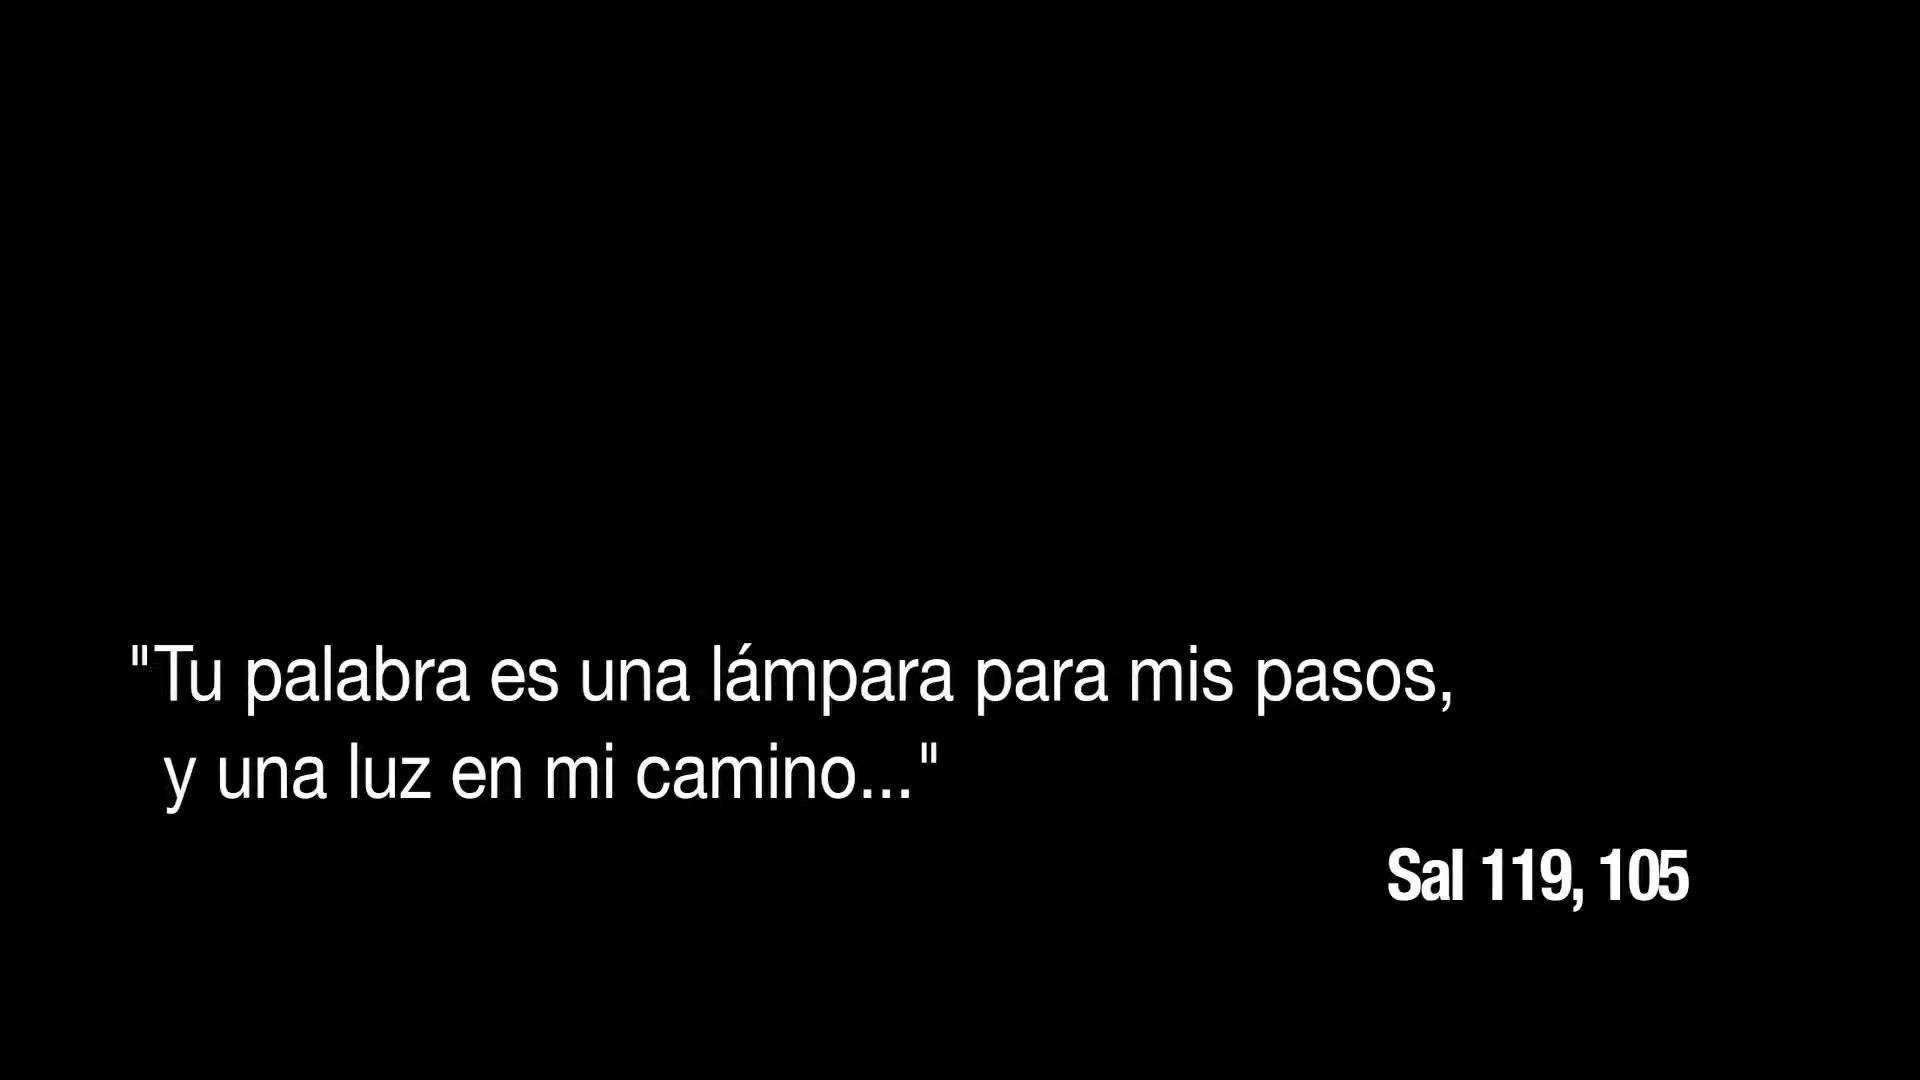 "Tu palabra es una lámpara para mis pasos,
y una luz en mi camino..."
Sal 119, 105